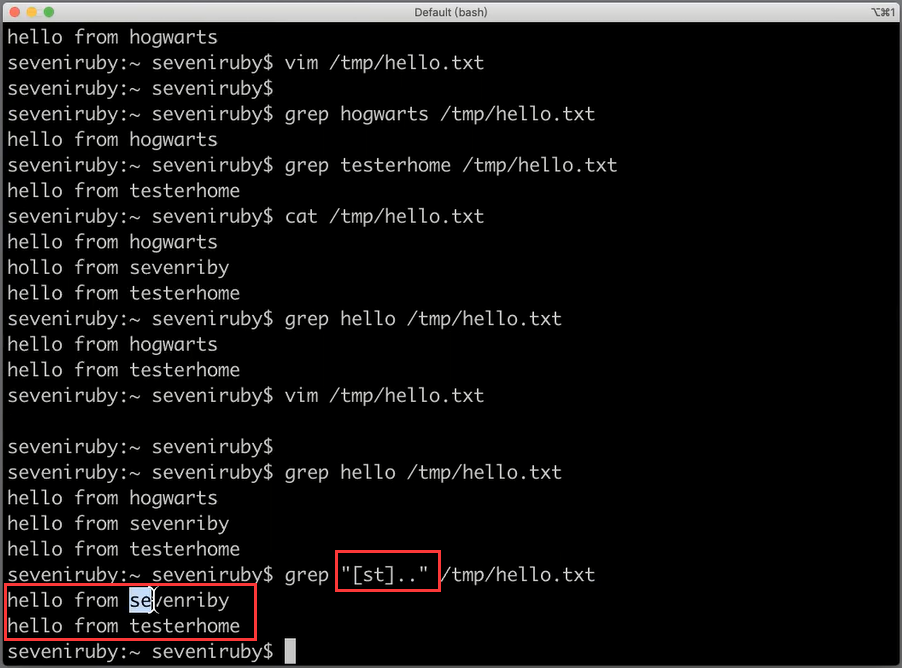 Default (bash)
⌥⌘1
hello from hogwarts
seveniruby:~ seveniruby$ vim /tmp/hello.txt
seveniruby:~ seveniruby$
seveniruby:~ seveniruby$ grep hogwarts /tmp/hello.txt
hello from hogwarts
seveniruby:~ seveniruby$ grep testerhome /tmp/hello.txt
hello from testerhome
seveniruby:~ seveniruby$ cat /tmp/hello.txt
hello from hogwarts
hollo from sevenriby
hello from testerhome
seveniruby:~ seveniruby$ grep hello /tmp/hello.txt
hello from hogwarts
hello from testerhome
seveniruby:~ seveniruby$ vim /tmp/hello.txt
seveniruby:~ seveniruby$
seveniruby:~ seveniruby$ grep hello /tmp/hello.txt
hello from hogwarts
hello from sevenriby
hello from testerhome
seveniruby:~ seveniruby$ grep "[st].." /tmp/hello.txt
hello from sevenriby
hello from testerhome
seveniruby:~ seveniruby$